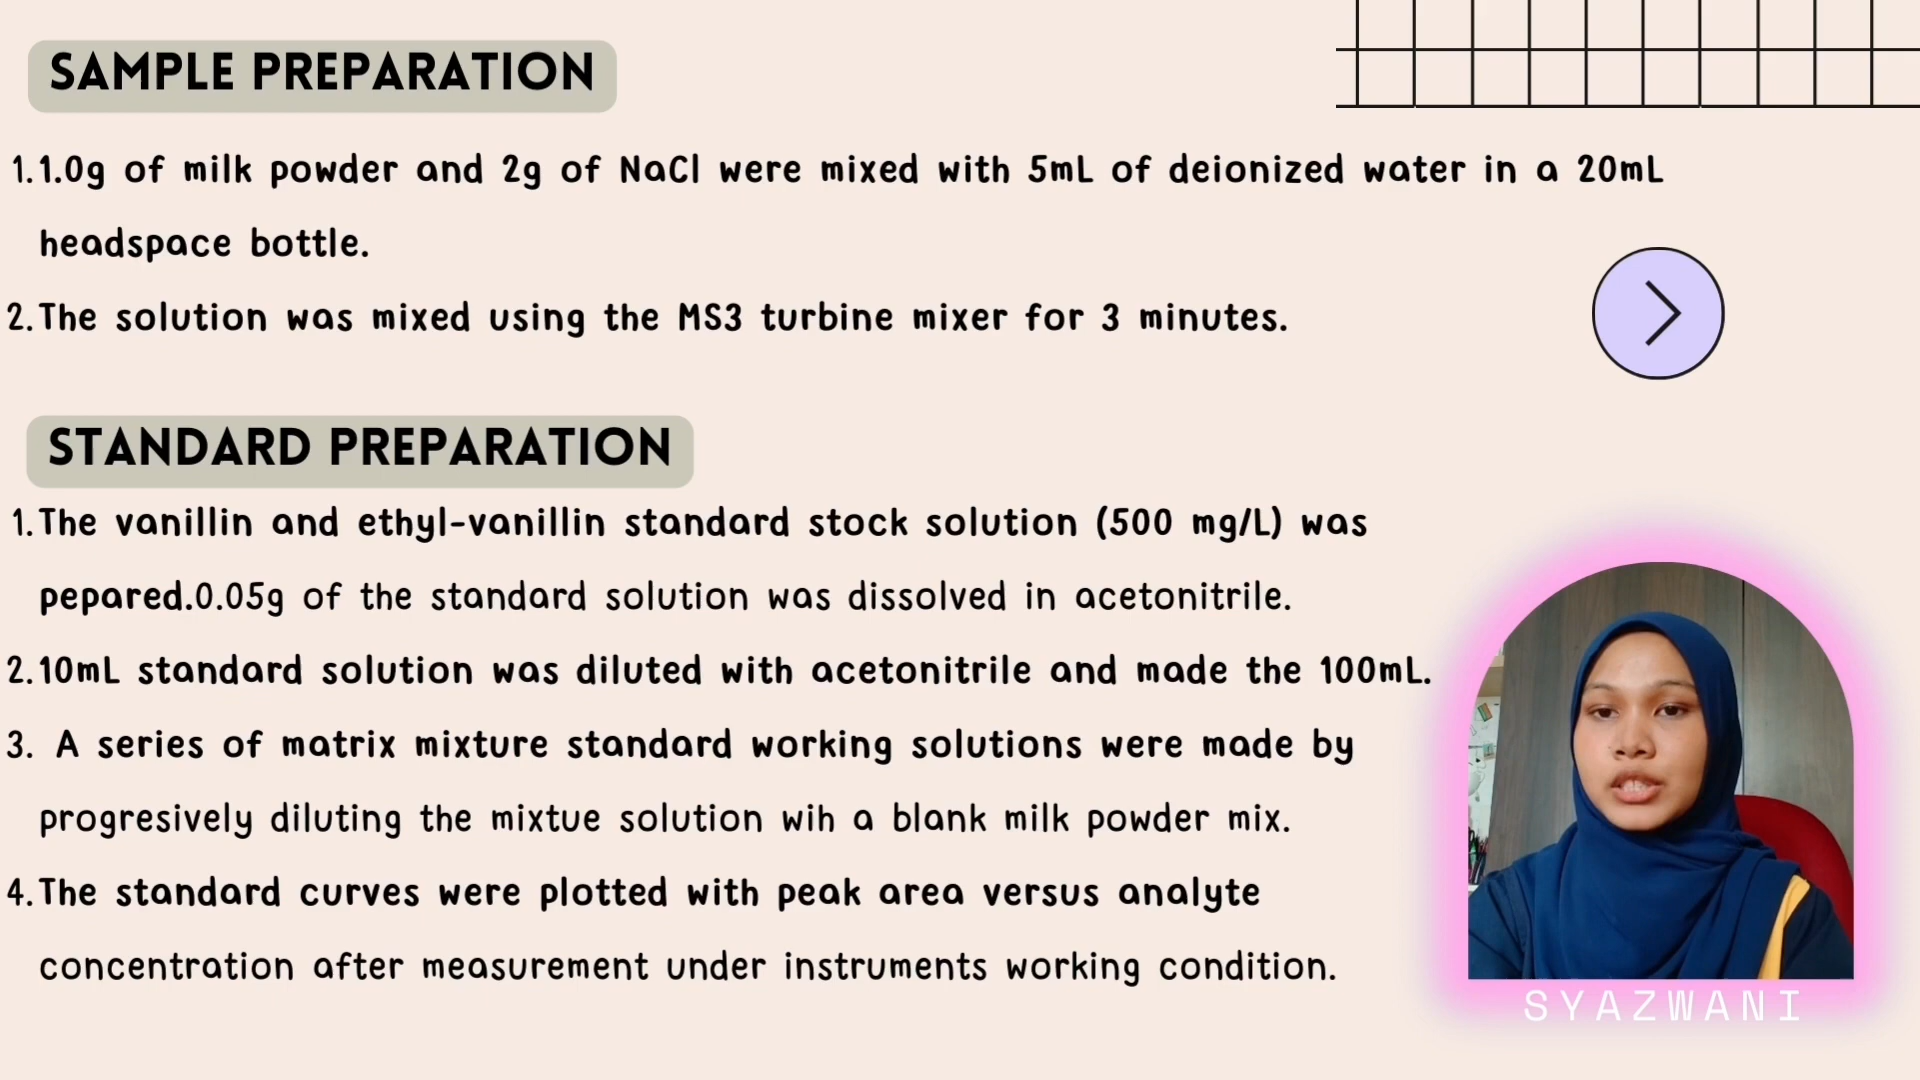 SAMPLE PREPARATION
1.1.0g of milk powder and 2g of NaCl were mixed with 5mL of deionized water in a 20mL
headspace bottle.
2.The solution was mixed using the MS3 turbine mixer for 3 minutes.
STANDARD PREPARATION
1.The vanillin and ethyl-vanillin standard stock solution (500 mg/L) was
pepared.0.05g of the standard solution was dissolved in acetonitrile.
2.10mL standard solution was diluted with acetonitrile and made the 100mL.
3. A series of matrix mixture standard working solutions were made by
progresively diluting the mixtue solution wih a blank milk powder mix.
4.The standard curves were plotted with peak area versus analyte
concentration after measurement under instruments working condition.
SYAZWANI